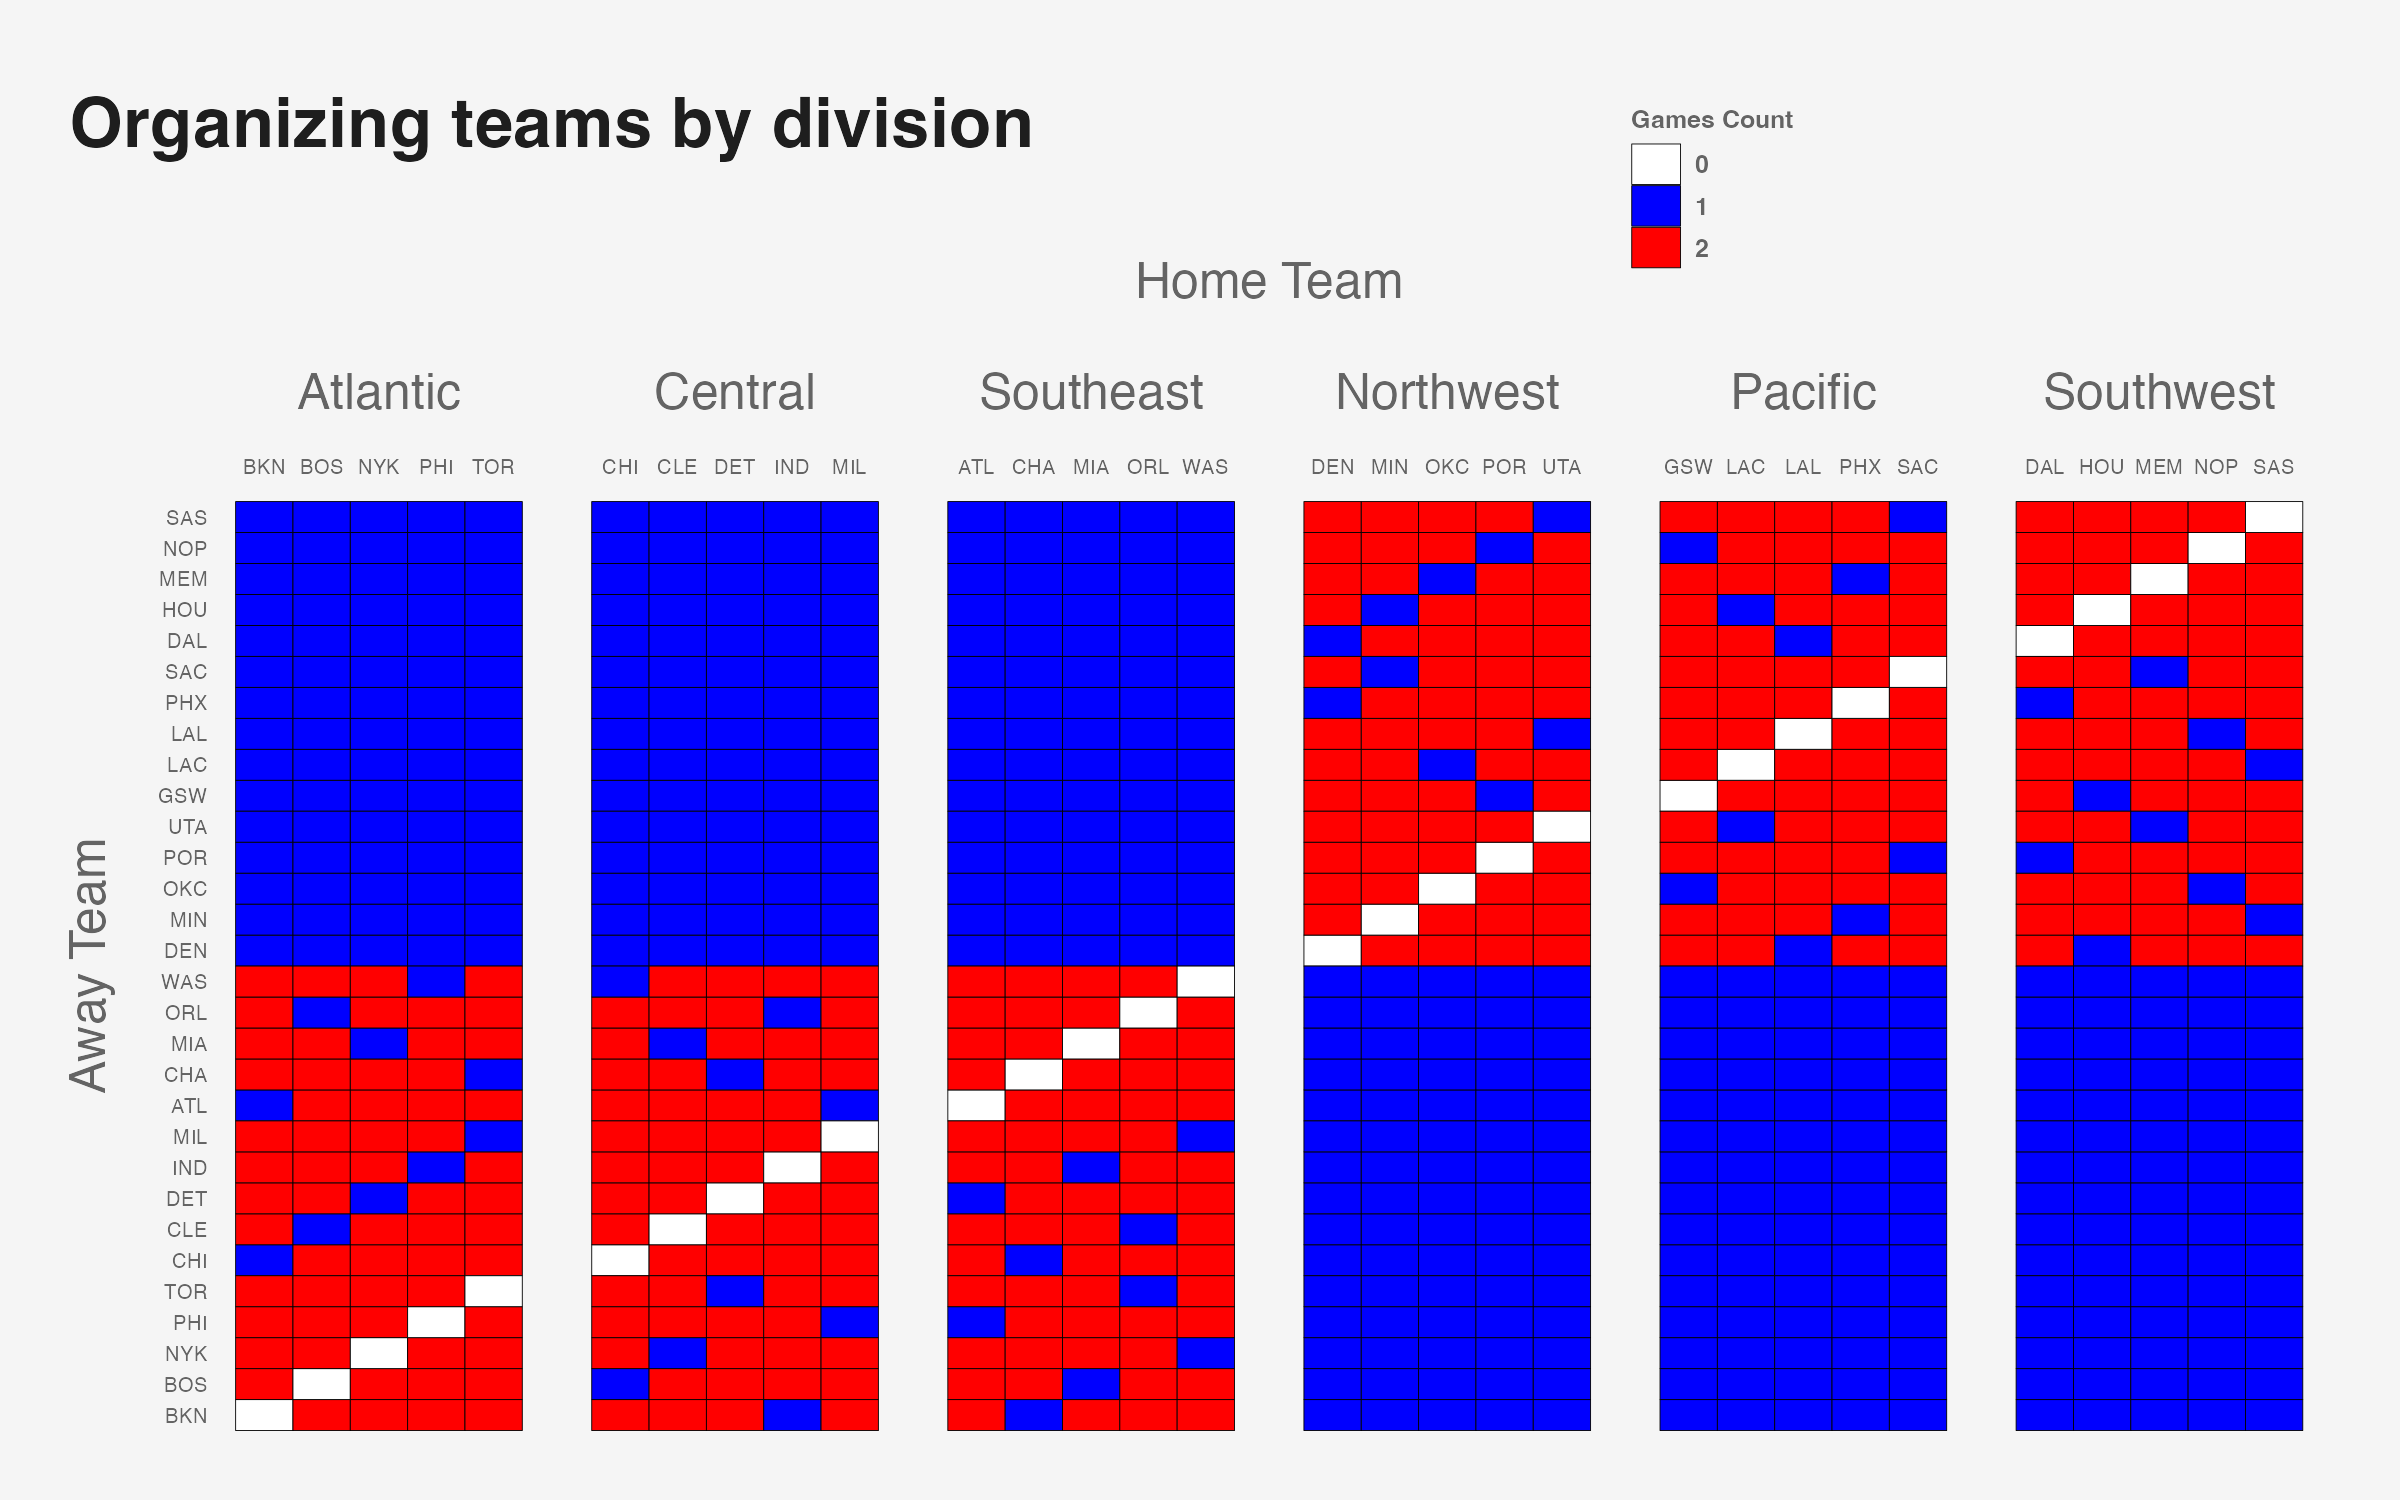 Organizing teams by division
Games Count
0
1
2
Home Team
Atlantic Central Southeast Northwest Pacific Southwest
BKN BOS NYK PHI TOR CHI CLE DET IND MIL ATL CHA MIA ORL WAS DEN MIN OKC POR UTA GSW LAC LAL PHX SAC DAL HOU MEM NOP SAS
Away Team
SAS
NOP
MEM
HOU
DAL
SAC
PHX
LAL
LAC
GSW
UTA
POR
OKC
MIN
DEN
WAS
ORL
MIA
CHA
ATL
MIL
IND
DET
CLE
CHI
TOR
PHI
NYK
BOS
BKN